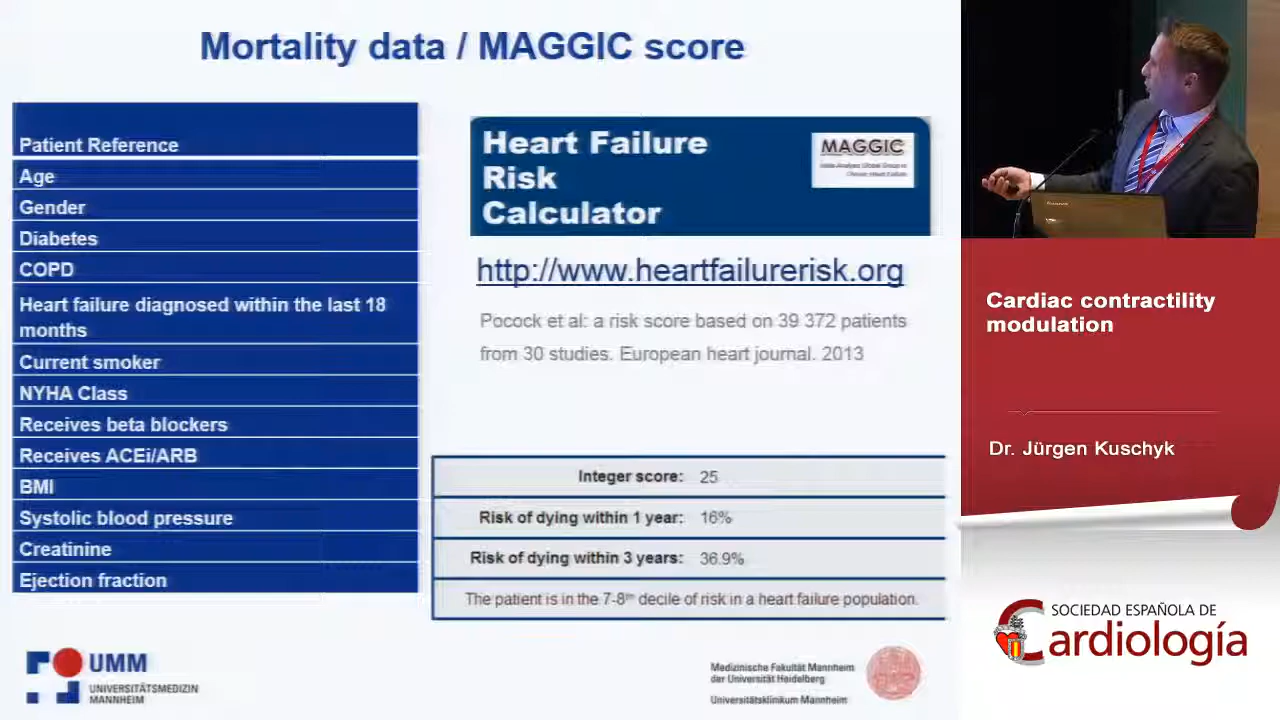 Mortality data / MAGGIC score
Patient Reference
Age
Gender
Diabetes
COPD
Heart failure diagnosed within the last 18
months
Current smoker
NYHA Class
Receives beta blockers
Receives ACEi/ARB
BMI
Systolic blood pressure
Creatinine
Ejection fraction
Heart Failure
Risk
Calculator
MAGGIC
http://www.heartfailurerisk.org
Pocock et al: a risk score based on 39 372 patients
from 30 studies. European heart journal. 2013
Integer score: 25
Risk of dying within 1 year: 16%
Risk of dying within 3 years: 36.9%
The patient is in the 7-8th decile of risk in a heart failure population.
UMM
UNIVERSITÄTSMEDIZIN
MANNHEIM
Medizinische Fakultät Mannheim
der Universität Heidelberg
Universitätsklinikum Mannheim
Cardiac contractility
modulation
Dr. Jürgen Kuschyk
SOCIEDAD ESPAÑOLA DE
Cardiología